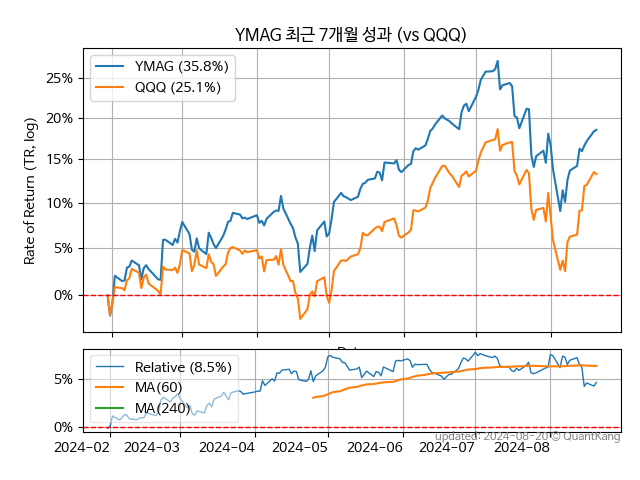 YMAG 최근 7개월 성과 (vs QQQ)
YMAG (35.8%)
QQQ (25.1%)
Rate of Return (TR, log)
25%
20%
15%
10%
5%
0%
Relative (8.5%)
MA(60)
MA(240)
5%
0%
2024-02 2024-03 2024-04 2024-05 2024-06 2024-07 2024-08
updated: 2024-08-20 © QuantKang